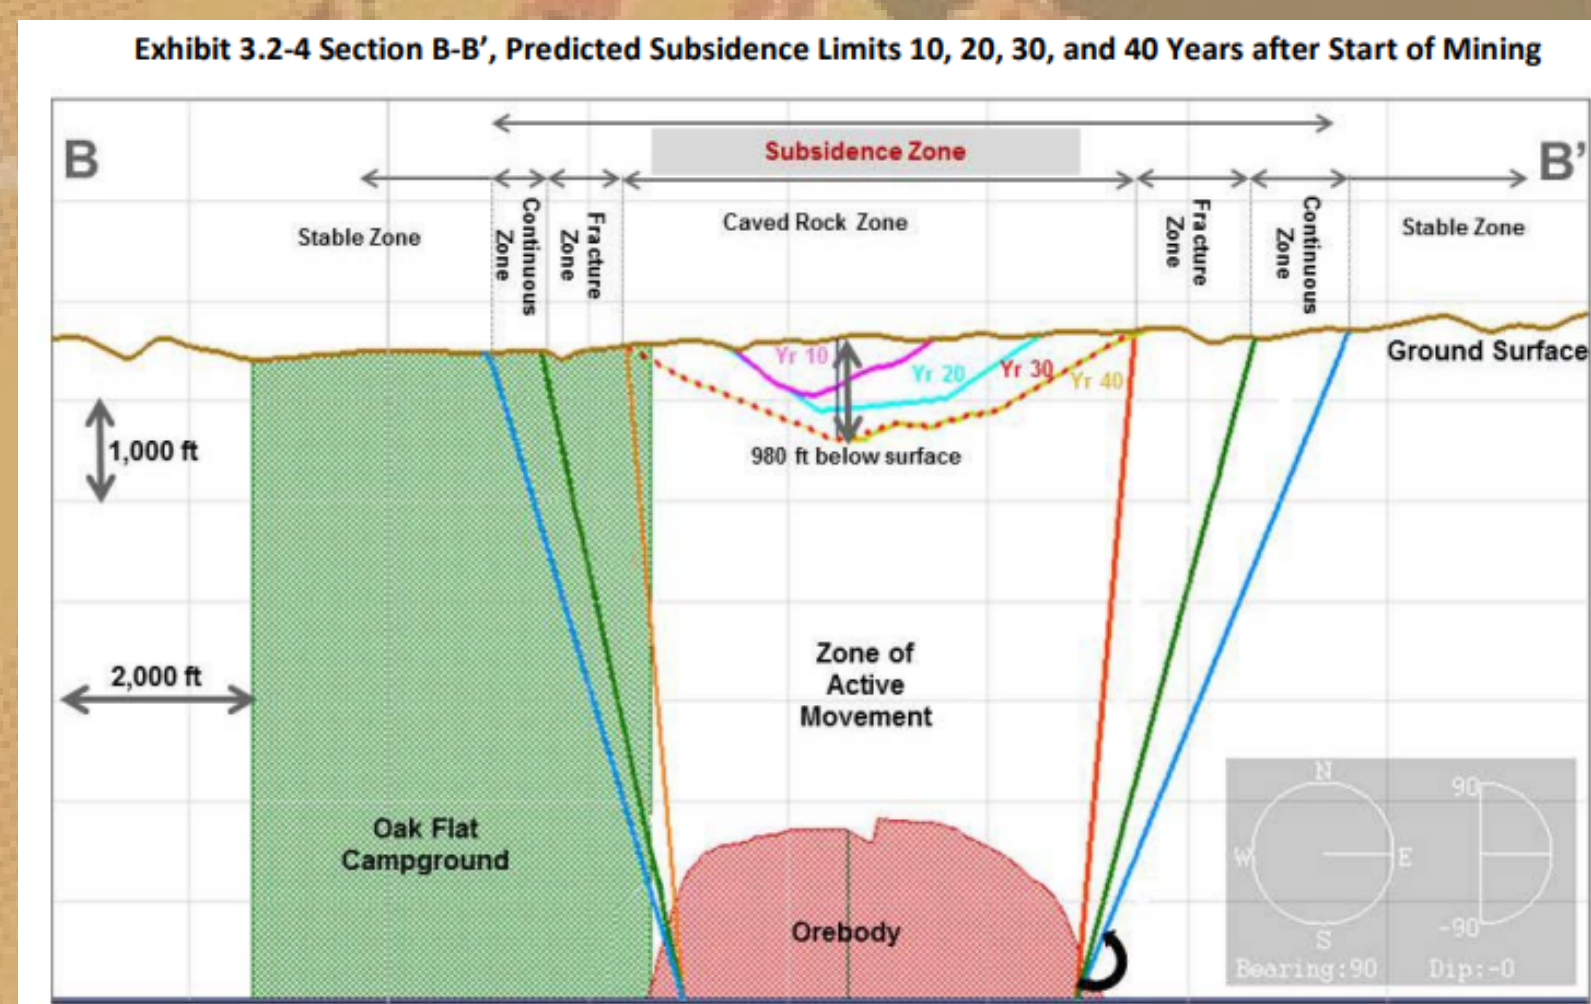 Exhibit 3.2-4 Section B-B’, Predicted Subsidence Limits 10, 20, 30, and 40 Years after Start of Mining
B
Subsidence Zone
B’
Stable Zone
Continuous
Zone
Fracture
Zone
Caved Rock Zone
Fracture
Zone
Continuous
Zone
Stable Zone
Yr 10
Yr 20
Yr 30
Yr 40
Ground Surface
1,000 ft
980 ft below surface
2,000 ft
Zone of
Active
Movement
Oak Flat
Campground
Orebody
N
W
E
S
90
-90
Bearing:90
Dip:-0